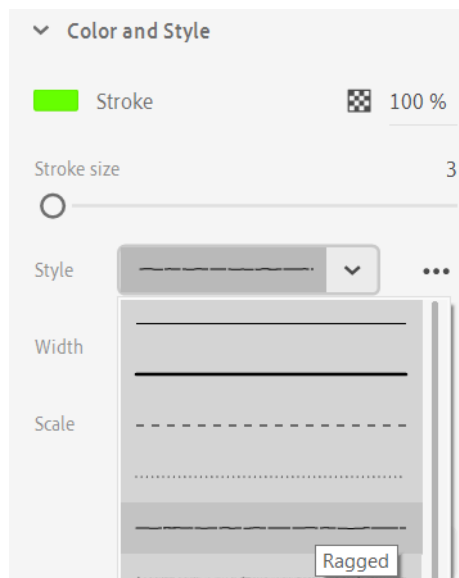 Color and Style
Stroke 100 %
Stroke size 3
Style
Width
Scale
Ragged